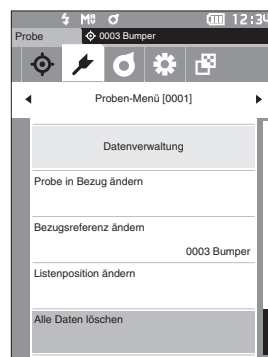 M
12:34
Probe
0003 Bumper
Proben-Menü [0001]
Datenverwaltung
Probe in Bezug ändern
Bezugsreferenz ändern
0003 Bumper
Listenposition ändern
Alle Daten löschen